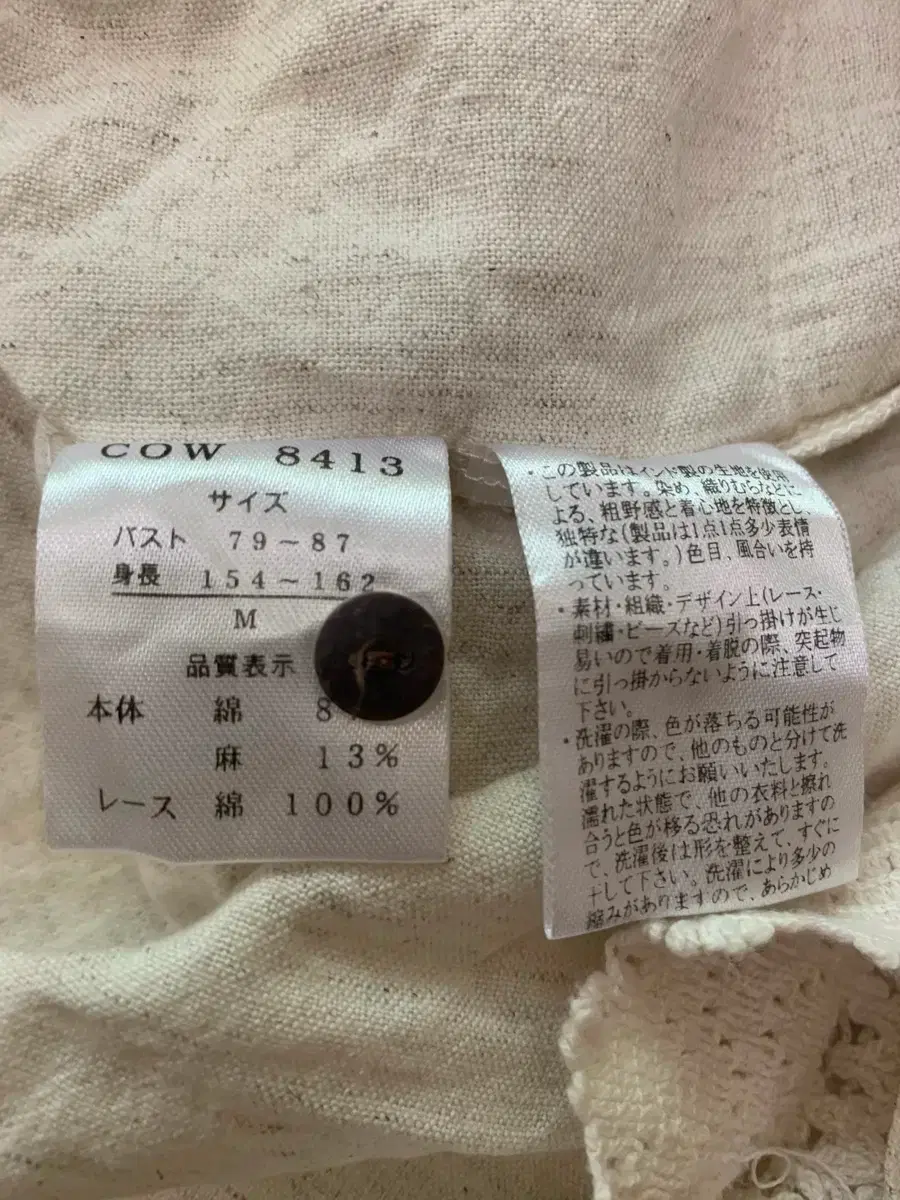 COW 8413
サイズ
バスト 79～87
身長 154～162
M
品質表示
本体 綿 8
麻 13%
レース 綿 100%
・この製品はインド製の生地を使用
しています。染め、織りむらなどに
よる、粗野感と着心地を特徴とし、
独特な(製品は1点1点多少表情
が違います。)色目、風合いを持
っています。
・素材・組織・デザイン上(レース・
刺繍・ビーズなど)引っ掛けが生じ
易いので着用・着脱の際、突起物
に引っ掛からないように注意して
下さい。
・洗濯の際、色が落ちる可能性が
ありますので、他のものと分けて洗
濯するようにお願いいたします。
濡れた状態で、他の衣料と擦れ
合うと色が移る恐れがありますの
で、洗濯後は形を整えて、すぐに
干して下さい。洗濯により多少の
縮みがありますので、あらかじめ